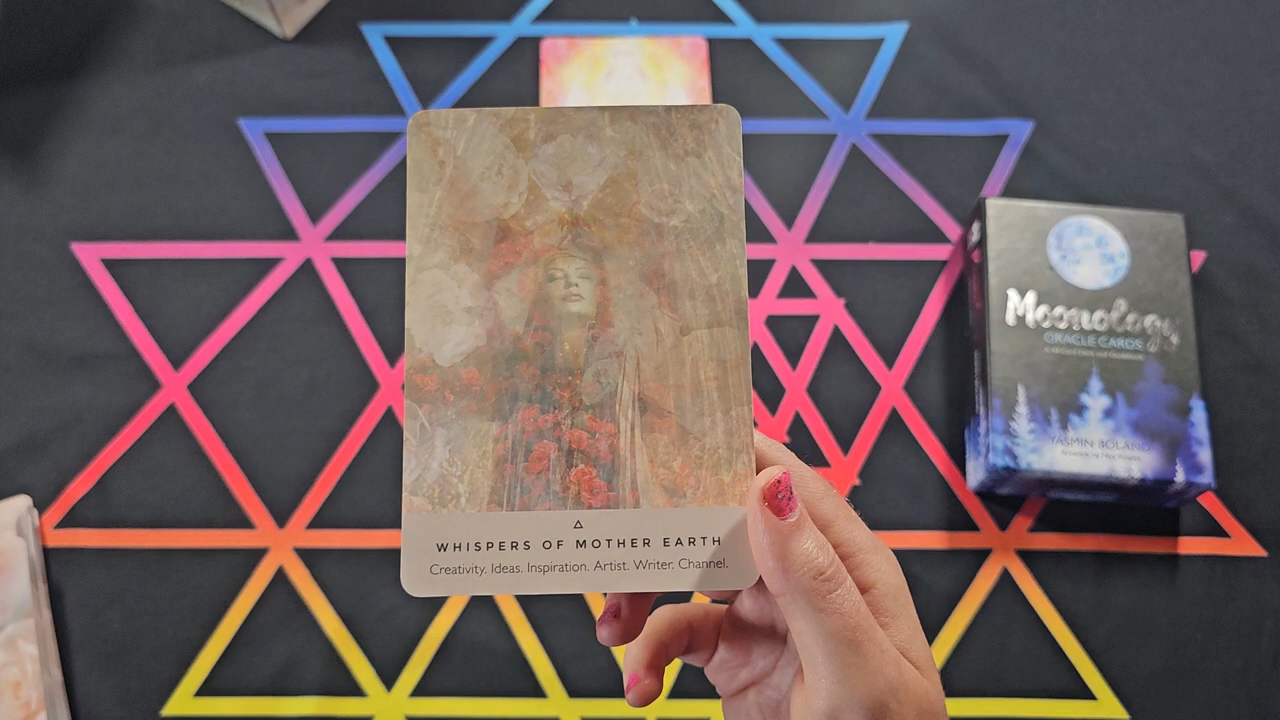 WHISPERS OF MOTHER EARTH
Creativity. Ideas. Inspiration. Artist. Writer. Channel.
Moonology
ORACLE CARDS
YASMIN BOLAND